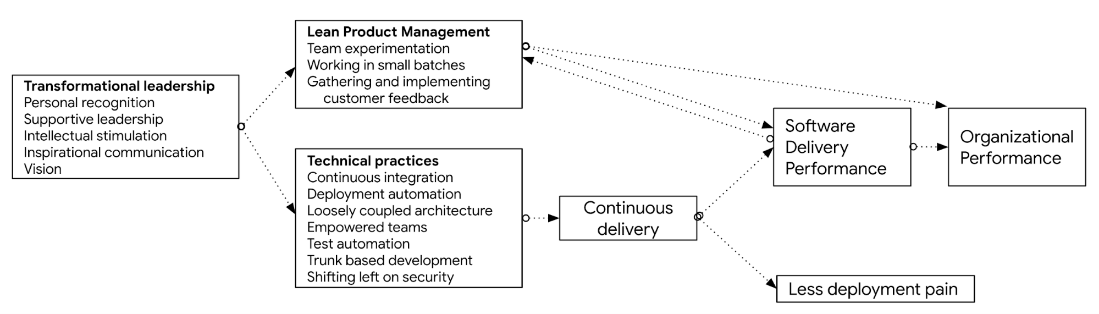 Transformational leadership
Personal recognition
Supportive leadership
Intellectual stimulation
Inspirational communication
Vision
Lean Product Management
Team experimentation
Working in small batches
Gathering and implementing
customer feedback
Technical practices
Continuous integration
Deployment automation
Loosely coupled architecture
Empowered teams
Test automation
Trunk based development
Shifting left on security
Continuous
delivery
Software
Delivery
Performance
Organizational
Performance
Less deployment pain